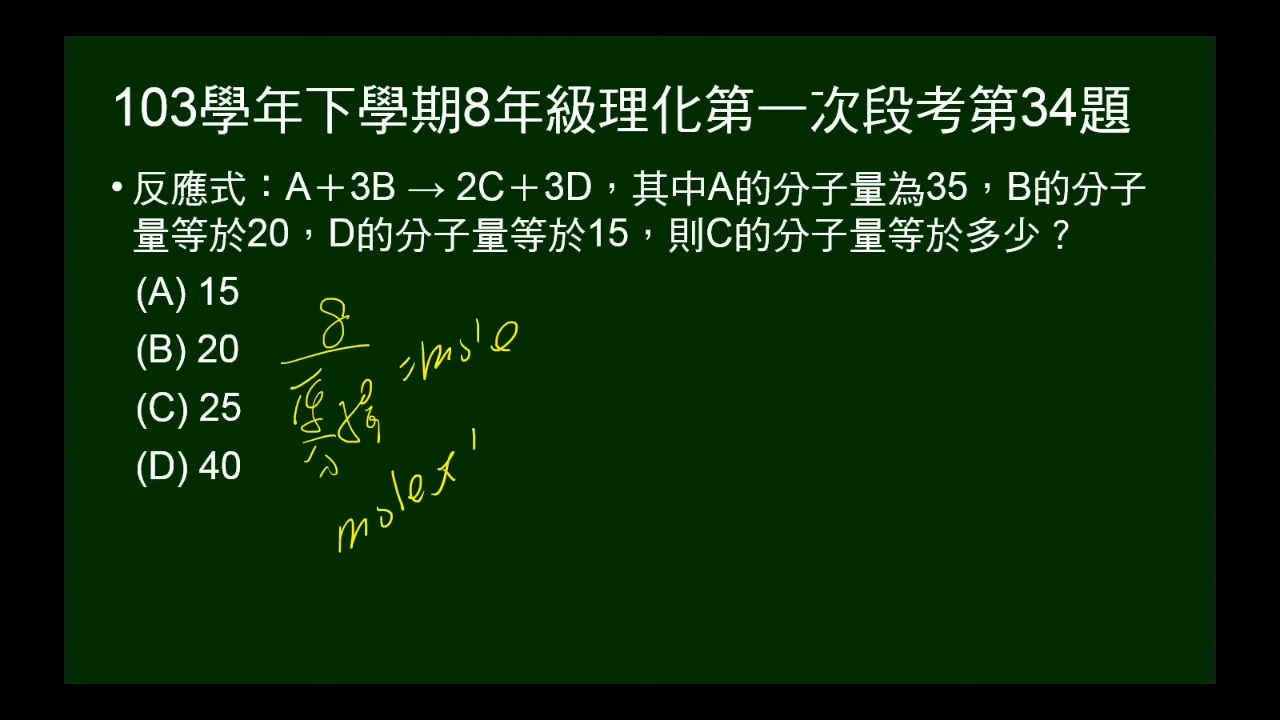 103學年下學期8年級理化第一次段考第34題
• 反應式：A＋3B → 2C＋3D，其中A的分子量為35，B的分子
量等於20，D的分子量等於15，則C的分子量等於多少？
(A) 15
(B) 20
(C) 25
(D) 40
8
=mole
mole×